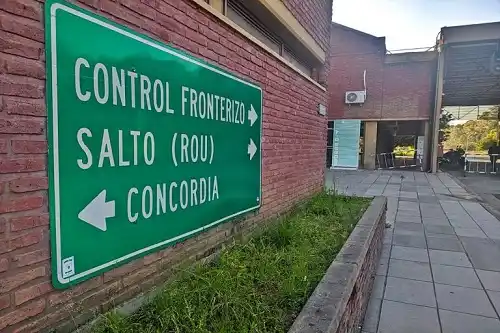 CONTROL FRONTERIZO
SALTO (ROU)
CONCORDIA